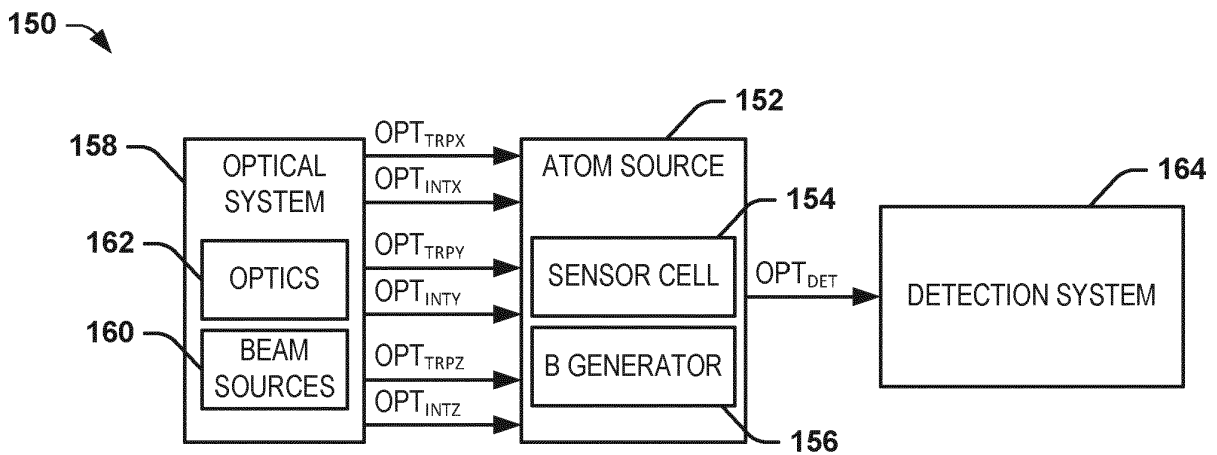 150
152
158
OPT_TRPX
OPTICAL
SYSTEM
ATOM SOURCE
OPT_INTX
154
164
162
OPTICS
OPT_TRPY
SENSOR CELL
OPT_DET
DETECTION SYSTEM
OPT_INTY
160
BEAM
SOURCES
OPT_TRPZ
B GENERATOR
OPT_INTZ
156